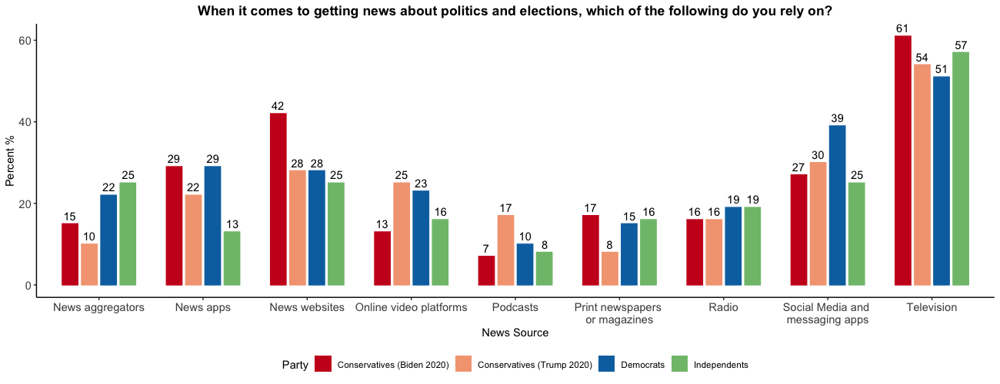 When it comes to getting news about politics and elections, which of the following do you rely on?
Percent %
60
40
20
0
15
10
22
25
29
22
29
13
42
28
28
25
13
25
23
16
7
17
10
8
17
8
15
16
16
16
19
19
27
30
39
25
61
54
51
57
News aggregators
News apps
News websites
Online video platforms
Podcasts
Print newspapers
or magazines
Radio
Social Media and
messaging apps
Television
News Source
Party
Conservatives (Biden 2020)
Conservatives (Trump 2020)
Democrats
Independents